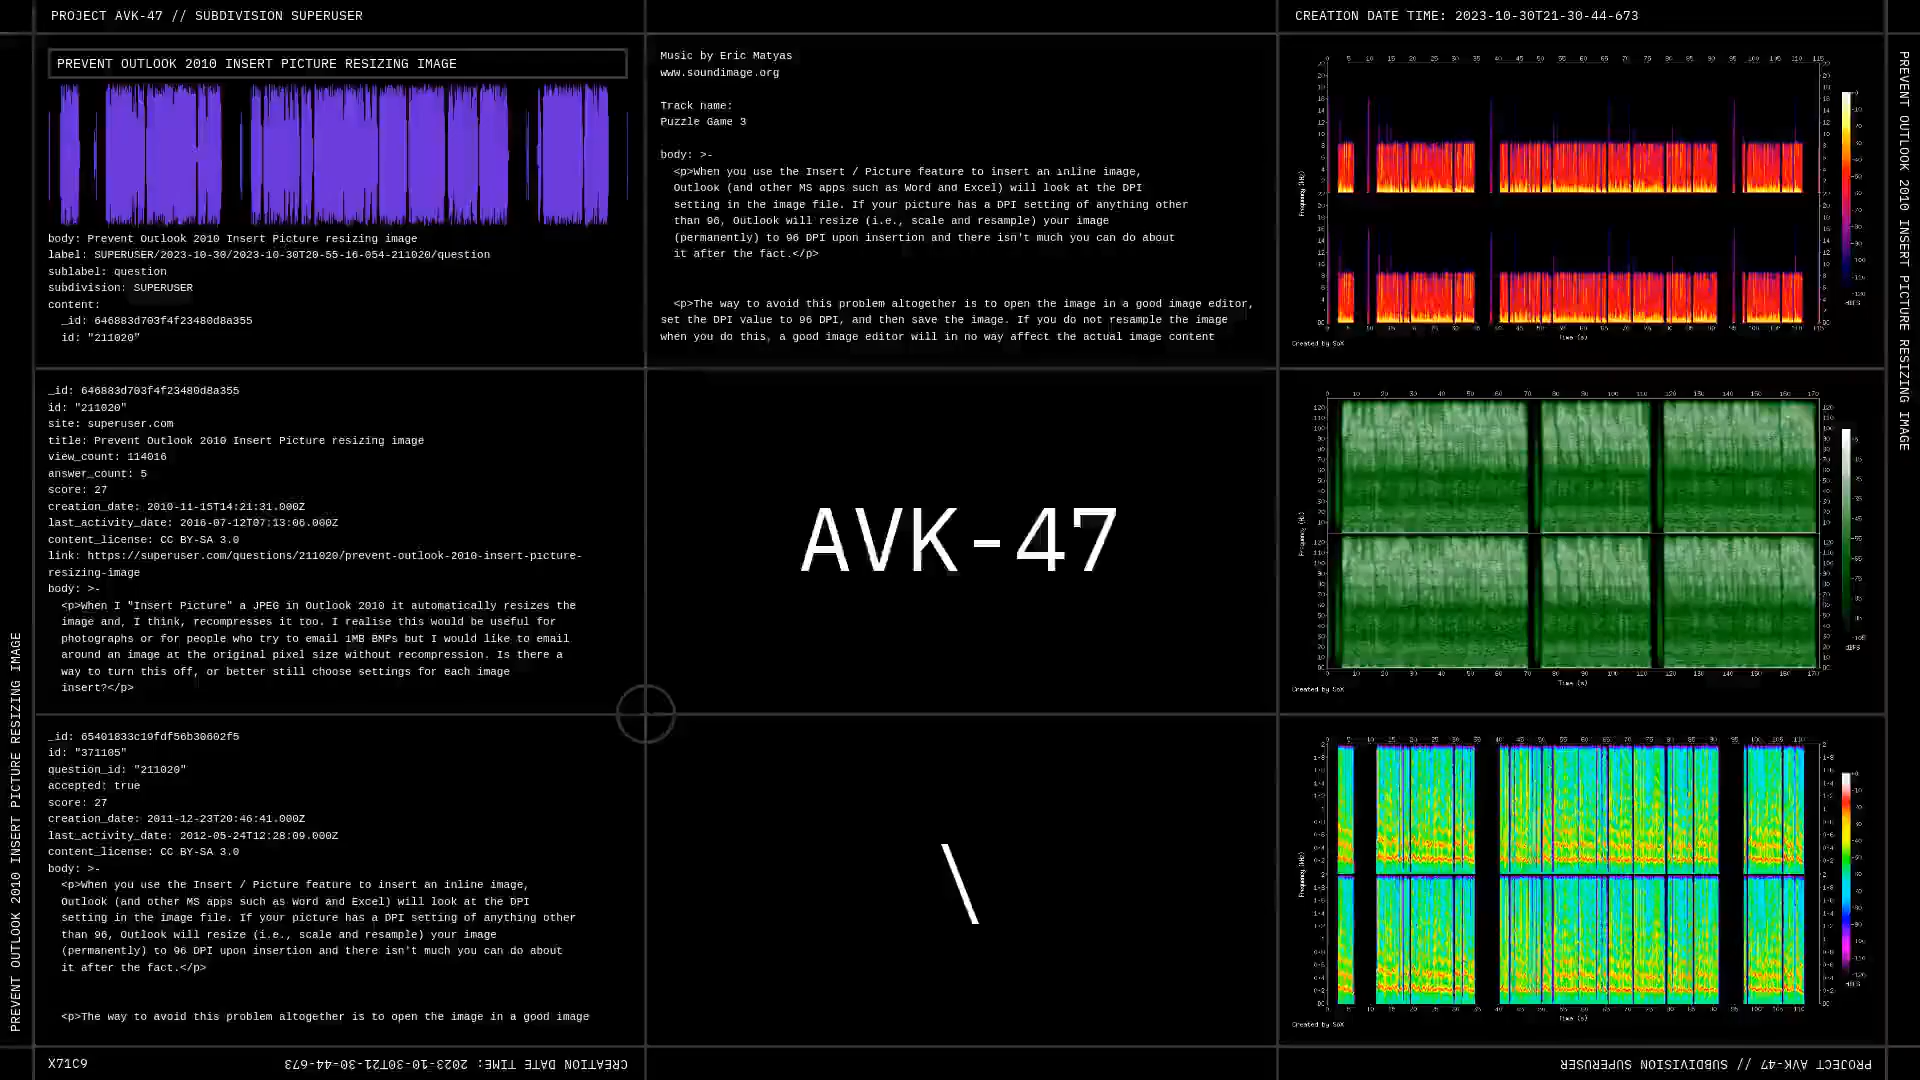 PROJECT AVK-47 // SUBDIVISION SUPERUSER
CREATION DATE TIME: 2023-10-30T21-30-44-673
PREVENT OUTLOOK 2010 INSERT PICTURE RESIZING IMAGE
body: Prevent Outlook 2010 Insert Picture resizing image
label: SUPERUSER/2023-10-30/2023-10-30T20-55-16-054-211020/question
sublabel: question
subdivision: SUPERUSER
content:
_id: 646883d703f4f23480d8a355
id: "211020"
Music by Eric Matyas
www.soundimage.org
Track name:
Puzzle Game 3
body: >-
<p>When you use the Insert / Picture feature to insert an inline image,
Outlook (and other MS apps such as Word and Excel) will look at the DPI
setting in the image file. If your picture has a DPI setting of anything other
than 96, Outlook will resize (i.e., scale and resample) your image
(permanently) to 96 DPI upon insertion and there isn't much you can do about
it after the fact.</p>
<p>The way to avoid this problem altogether is to open the image in a good image editor,
set the DPI value to 96 DPI, and then save the image. If you do not resample the image
when you do this, a good image editor will in no way affect the actual image content
Frequency (kHz)
Time (s)
dBFS
Created by SoX
PREVENT OUTLOOK 2010 INSERT PICTURE RESIZING IMAGE
_id: 646883d703f4f23480d8a355
id: "211020"
site: superuser.com
title: Prevent Outlook 2010 Insert Picture resizing image
view_count: 114016
answer_count: 5
score: 27
creation_date: 2010-11-15T14:21:31.000Z
last_activity_date: 2016-07-12T07:13:06.000Z
content_license: CC BY-SA 3.0
link: https://superuser.com/questions/211020/prevent-outlook-2010-insert-picture-
resizing-image
body: >-
<p>When I "Insert Picture" a JPEG in Outlook 2010 it automatically resizes the
image and, I think, recompresses it too. I realise this would be useful for
photographs or for people who try to email 1MB BMPs but I would like to email
around an image at the original pixel size without recompression. Is there a
way to turn this off, or better still choose settings for each image
insert?</p>
AVK-47
Frequency (Hz)
Time (s)
dBFS
Created by SoX
PREVENT OUTLOOK 2010 INSERT PICTURE RESIZING IMAGE
_id: 65401833c19fdf56b30602f5
id: "371105"
question_id: "211020"
accepted: true
score: 27
creation_date: 2011-12-23T20:46:41.000Z
last_activity_date: 2012-05-24T12:28:09.000Z
content_license: CC BY-SA 3.0
body: >-
<p>When you use the Insert / Picture feature to insert an inline image,
Outlook (and other MS apps such as Word and Excel) will look at the DPI
setting in the image file. If your picture has a DPI setting of anything other
than 96, Outlook will resize (i.e., scale and resample) your image
(permanently) to 96 DPI upon insertion and there isn't much you can do about
it after the fact.</p>
<p>The way to avoid this problem altogether is to open the image in a good image
\
Frequency (kHz)
Time (s)
dBFS
Created by SoX
X71C9
CREATION DATE TIME: 2023-10-30T21-30-44-673
PROJECT AVK-47 // SUBDIVISION SUPERUSER